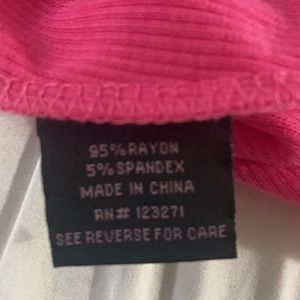 95% RAYON
5% SPANDEX
MADE IN CHINA
RN# 123271
SEE REVERSE FOR CARE